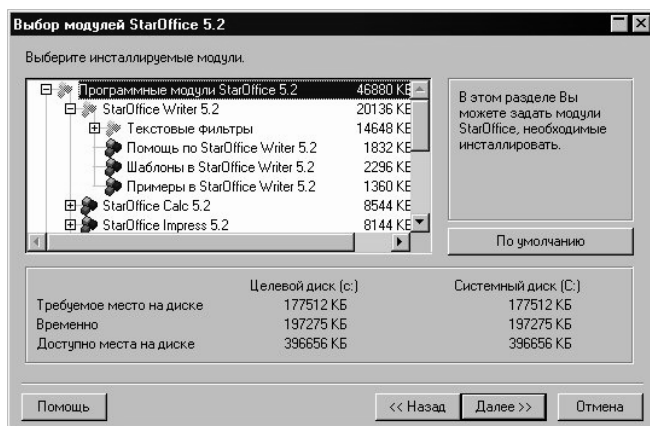 Выбор модулей StarOffice 5.2
Выберите инсталлируемые модули.
Программные модули StarOffice 5.2 46880 КБ
StarOffice Writer 5.2 20136 КБ
Текстовые фильтры 14648 КБ
Помощь по StarOffice Writer 5.2 1832 КБ
Шаблоны в StarOffice Writer 5.2 2296 КБ
Примеры в StarOffice Writer 5.2 1360 КБ
StarOffice Calc 5.2 8544 КБ
StarOffice Impress 5.2 8144 КБ
В этом разделе Вы
можете задать модули
StarOffice, необходимые
инсталлировать.
По умолчанию
Целевой диск (c:) Системный диск (C:)
Требуемое место на диске 177512 КБ 177512 КБ
Временно 197275 КБ 197275 КБ
Доступно места на диске 396656 КБ 396656 КБ
Помощь << Назад Далее >> Отмена